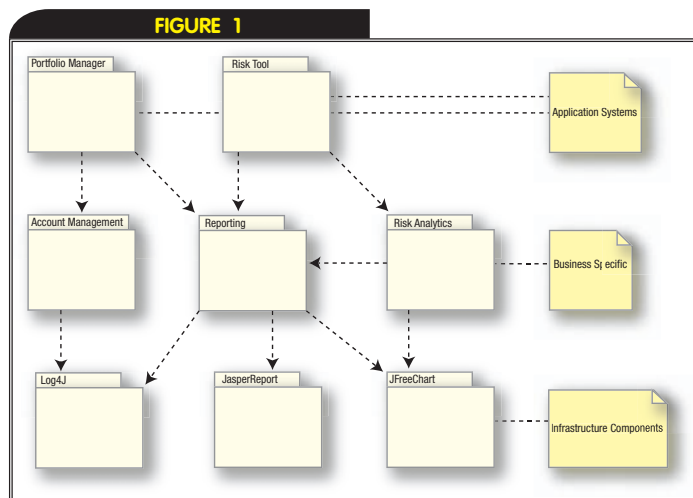 FIGURE 1
Portfolio Manager
Risk Tool
Application Systems
Account Management
Reporting
Risk Analytics
Business Specific
Log4J
JasperReport
JFreeChart
Infrastructure Components